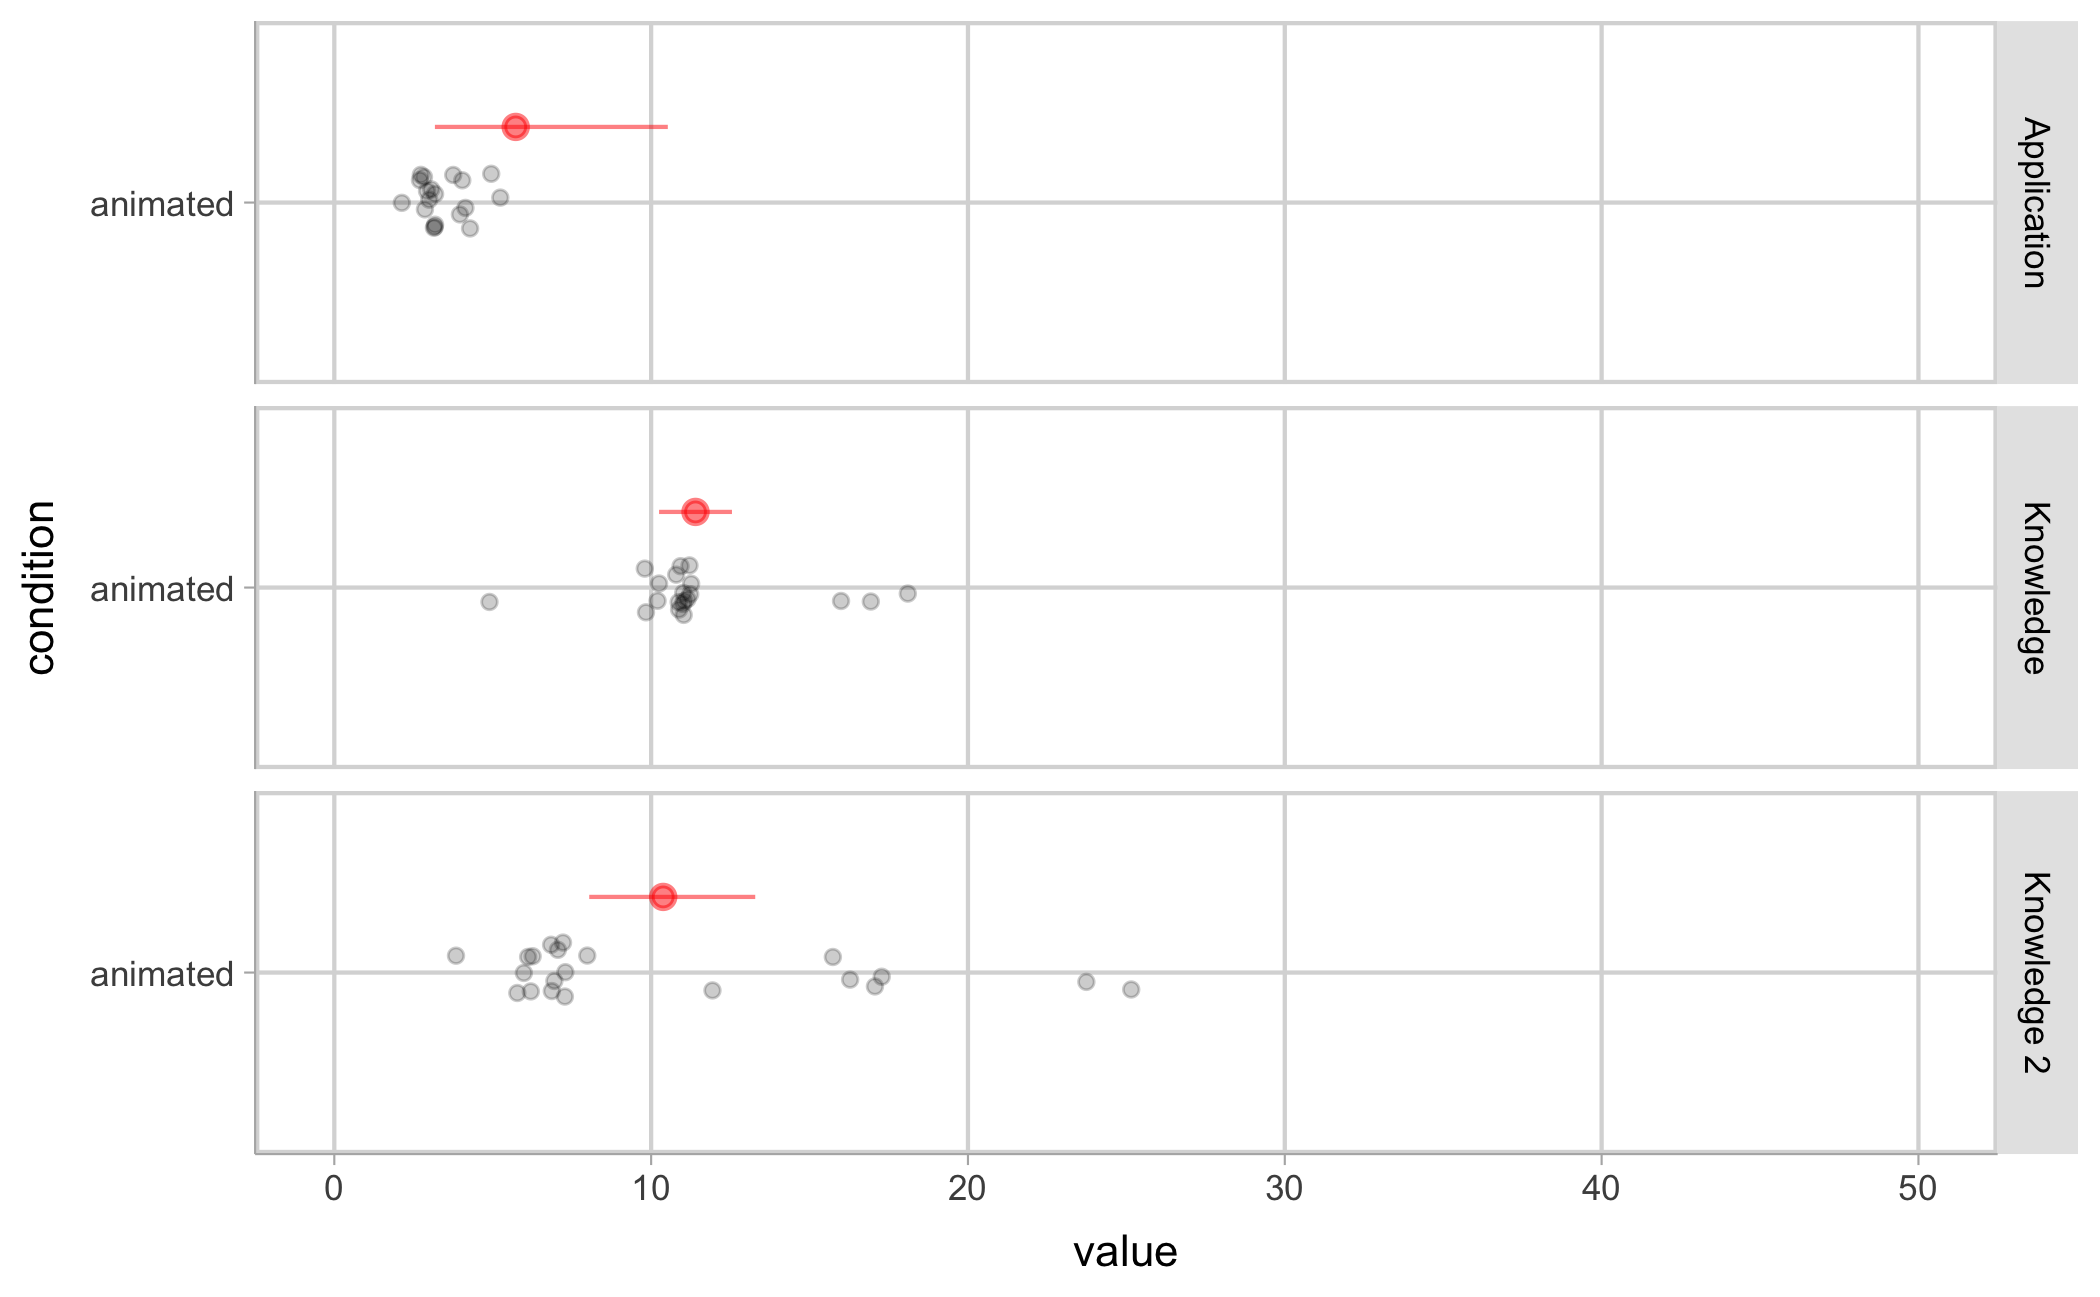 Application
animated
Knowledge
animated
condition
Knowledge 2
animated
0 10 20 30 40 50
value